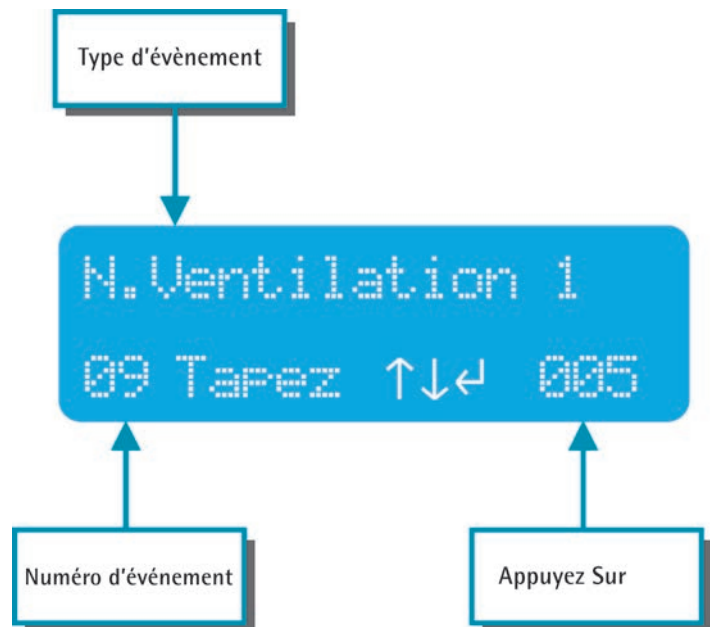 Type d'évènement
N.Ventilation 1
09 Tapez ↑↓↵ 005
Numéro d'événement
Appuyez Sur